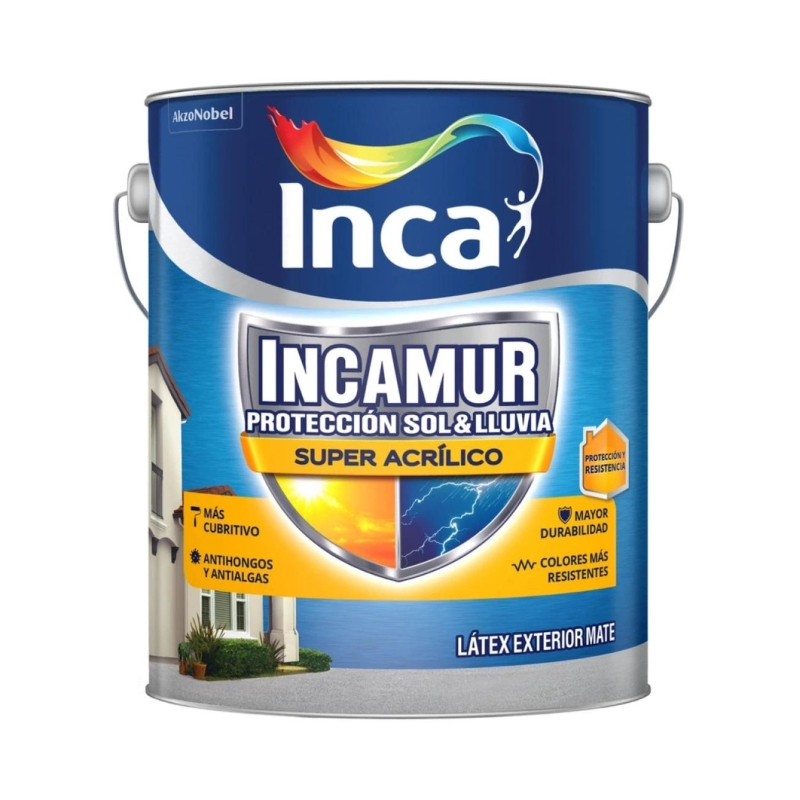 AkzoNobel
Inca
INCAMUR
PROTECCIÓN SOL & LLUVIA
SUPER ACRÍLICO
PROTECCIÓN Y
RESISTENCIA
MÁS
CUBRITIVO
ANTIHONGOS
Y ANTIALGAS
MAYOR
DURABILIDAD
COLORES MÁS
RESISTENTES
LÁTEX EXTERIOR MATE